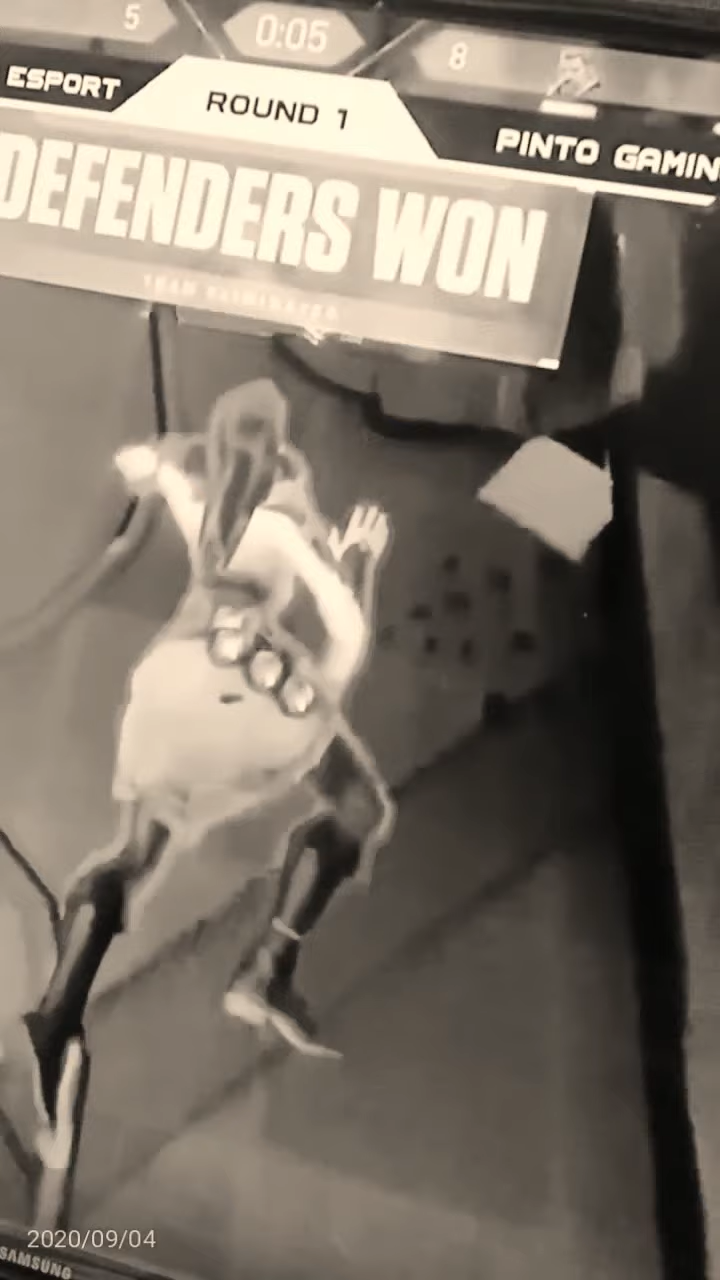 5 0:05 8
ESPORT ROUND 1 PINTO GAMIN
DEFENDERS WON
2020/09/04
SAMSUNG